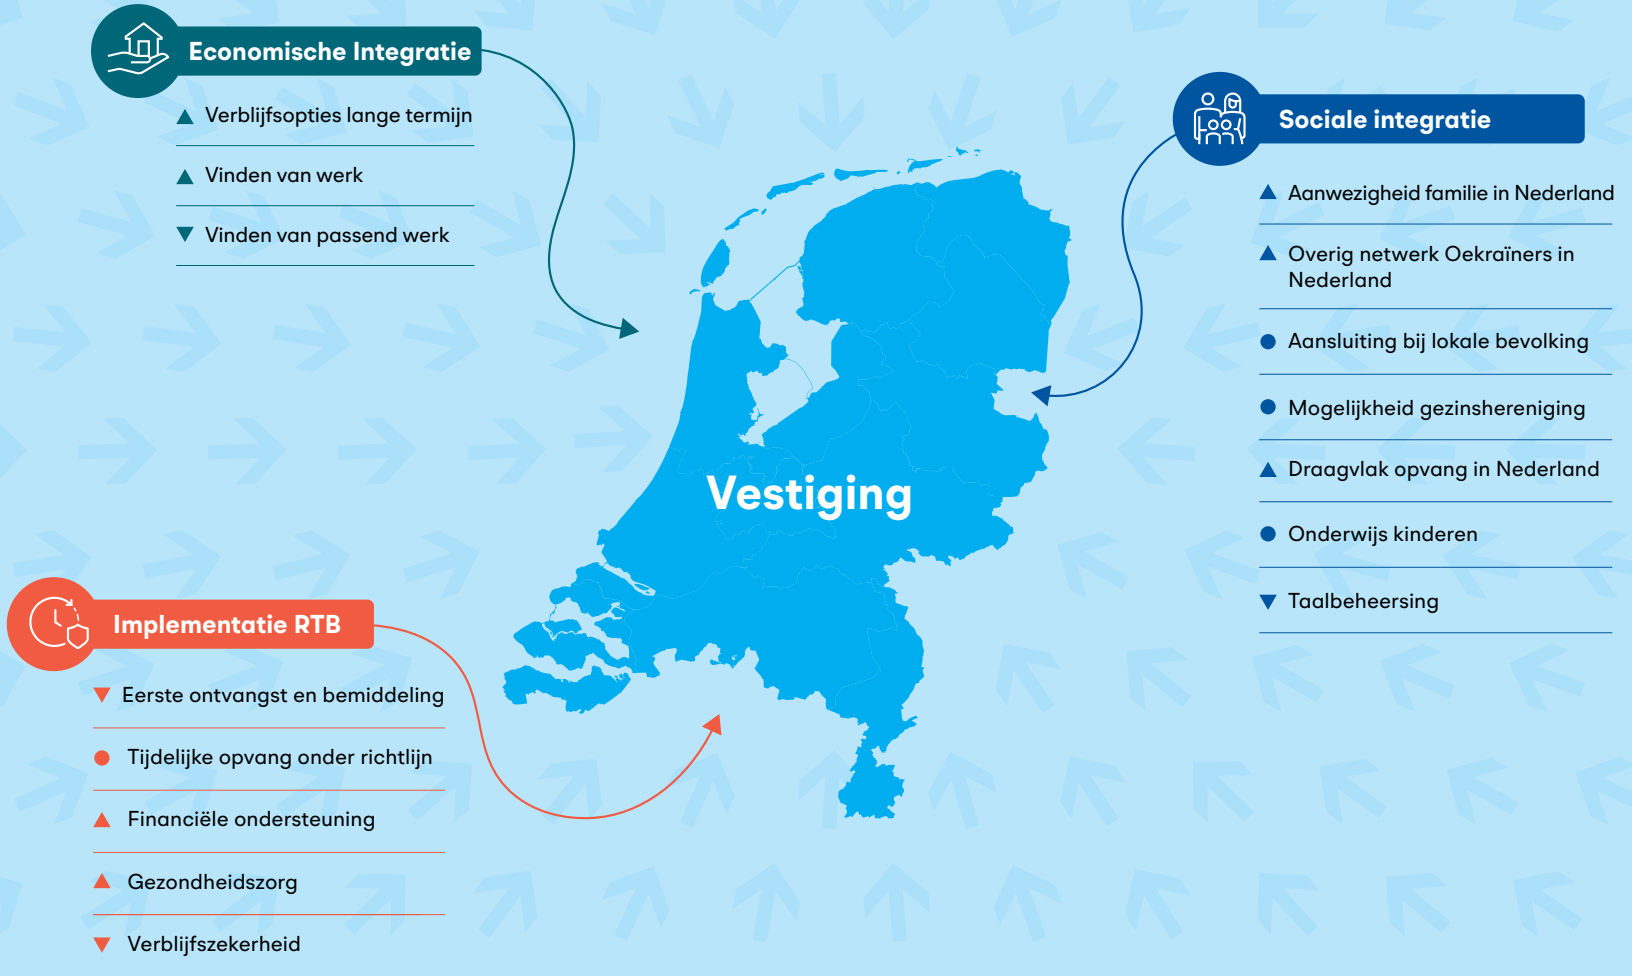 Economische Integratie
Verblijfsopties lange termijn
Vinden van werk
Vinden van passend werk
Sociale integratie
Aanwezigheid familie in Nederland
Overig netwerk Oekraïners in
Nederland
Aansluiting bij lokale bevolking
Mogelijkheid gezinshereniging
Draagvlak opvang in Nederland
Onderwijs kinderen
Taalbeheersing
Vestiging
Implementatie RTB
Eerste ontvangst en bemiddeling
Tijdelijke opvang onder richtlijn
Financiële ondersteuning
Gezondheidszorg
Verblijfszekerheid